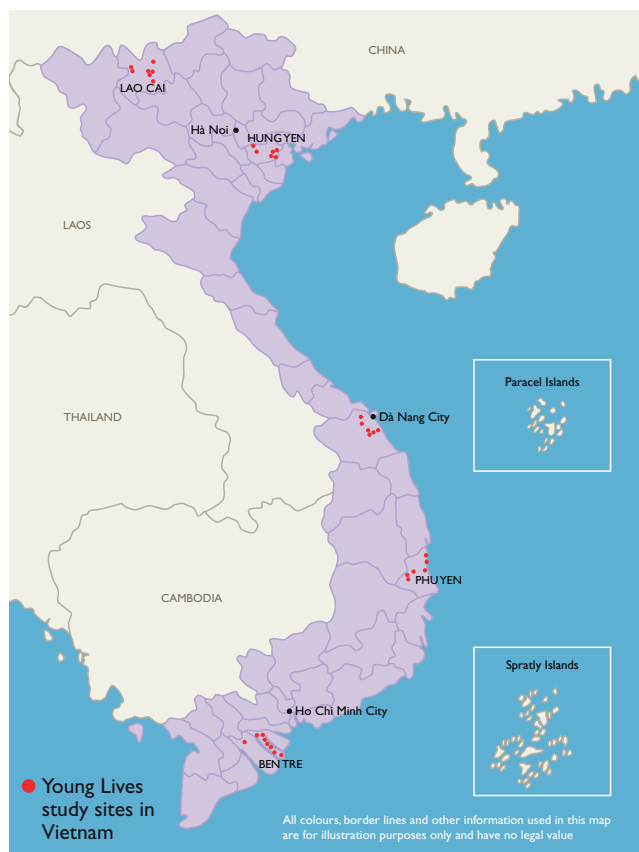 CHINA
LAO CAI
Hà Nọi
HUNG YEN
LAOS
Paracel Islands
THAILAND
Dà Nang City
PHU YEN
CAMBODIA
Spratly Islands
Ho Chi Minh City
BEN TRE
Young Lives
study sites in
Vietnam
All colours, border lines and other information used in this map
are for illustration purposes only and have no legal value